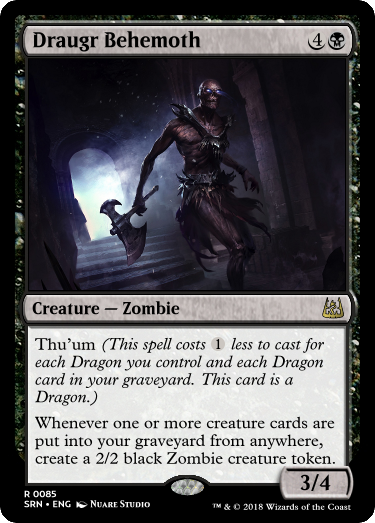 Draugr Behemoth 4
Creature — Zombie
Thu'um (This spell costs 1 less to cast for
each Dragon you control and each Dragon
card in your graveyard. This card is a
Dragon.)
Whenever one or more creature cards are
put into your graveyard from anywhere,
create a 2/2 black Zombie creature token.
3/4
R 0085
SRN • ENG Nuare Studio
™ & © 2018 Wizards of the Coast